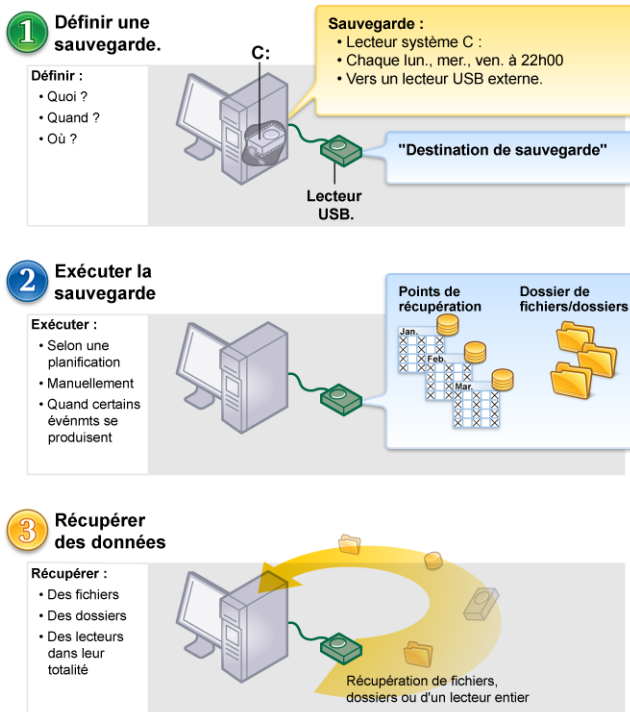 1
Définir une
sauvegarde.
Définir :
• Quoi ?
• Quand ?
• Où ?
C:
Sauvegarde :
• Lecteur système C :
• Chaque lun., mer., ven. à 22h00
• Vers un lecteur USB externe.
"Destination de sauvegarde"
Lecteur
USB.
2
Exécuter la
sauvegarde
Exécuter :
• Selon une
planification
• Manuellement
• Quand certains
événmts se
produisent
Points de
récupération
Jan.
Feb.
Mar.
Dossier de
fichiers/dossiers
3
Récupérer
des données
Récupérer :
• Des fichiers
• Des dossiers
• Des lecteurs
dans leur
totalité
Récupération de fichiers,
dossiers ou d'un lecteur entier